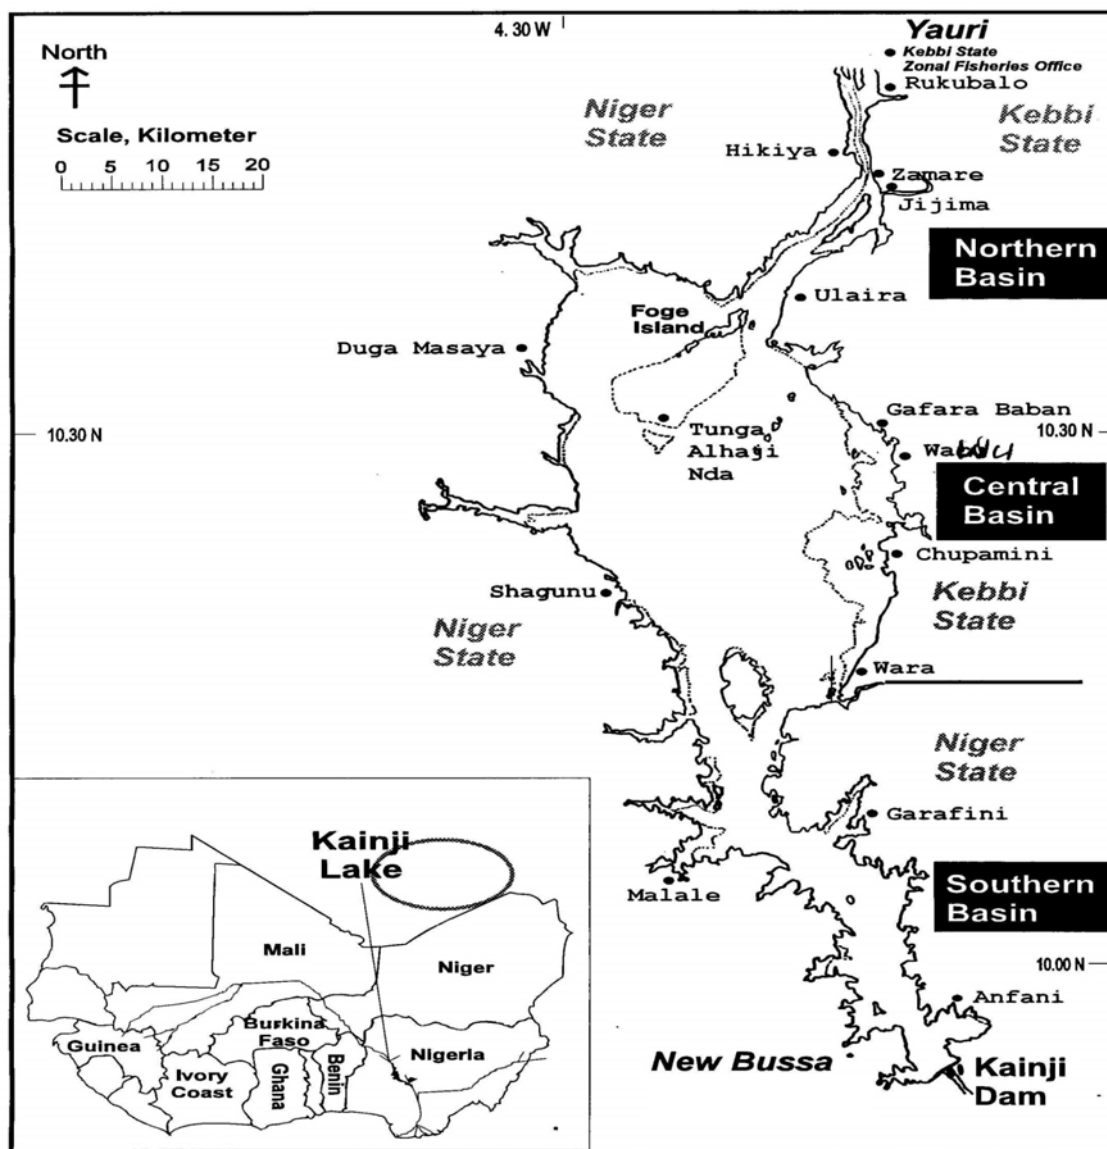 4.30 W
Yauri
Kebbi State
Zonal Fisheries Office
Rukubalo
North
Scale, Kilometer
0 5 10 15 20
Niger
State
Kebbi
State
Hikiya
Zamare
Jijima
Northern
Basin
Ulaira
Foge
Island
Duga Masaya
Gafara Baban
10.30 N
10.30 N
Tunga
Alhaji
Nda
Central
Basin
Chupamini
Shagunu
Kebbi
State
Niger
State
Wara
Niger
State
Garafini
Malale
Southern
Basin
10.00 N
Anfani
New Bussa
Kainji
Dam
Kainji
Lake
Mali
Niger
Burkina
Faso
Guinea
Nigeria
Ivory
Coast
Ghana
Benin